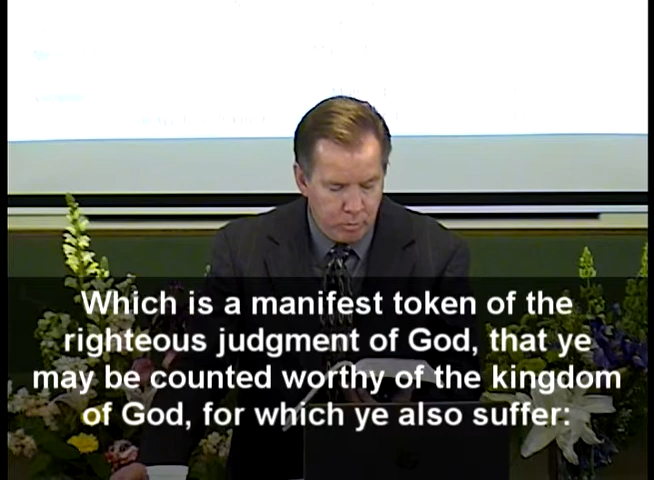 Which is a manifest token of the
righteous judgment of God, that ye
may be counted worthy of the kingdom
of God, for which ye also suffer: